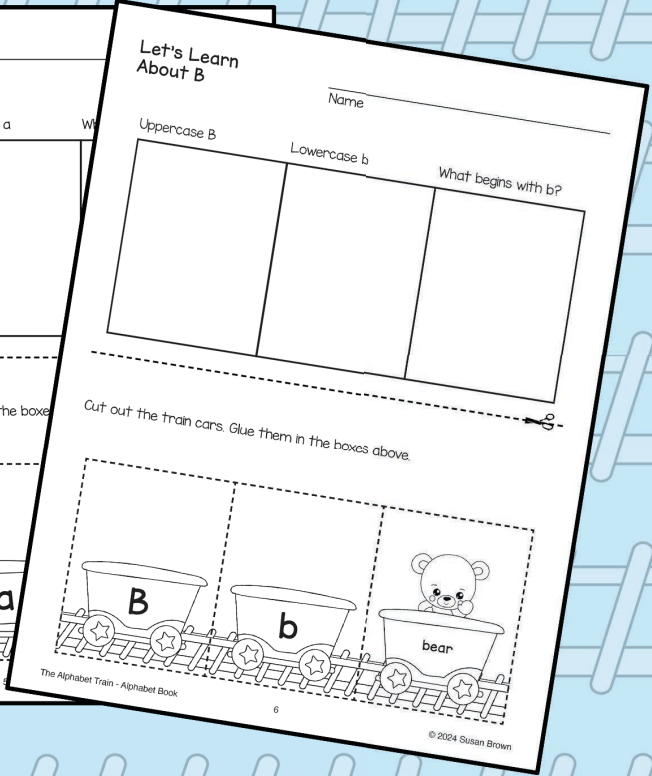 Let's Learn
About B
Name
Uppercase B
Lowercase b
What begins with b?
Cut out the train cars. Glue them in the boxes above.
B
b
bear
The Alphabet Train - Alphabet Book
6
© 2024 Susan Brown
a
he boxe
a